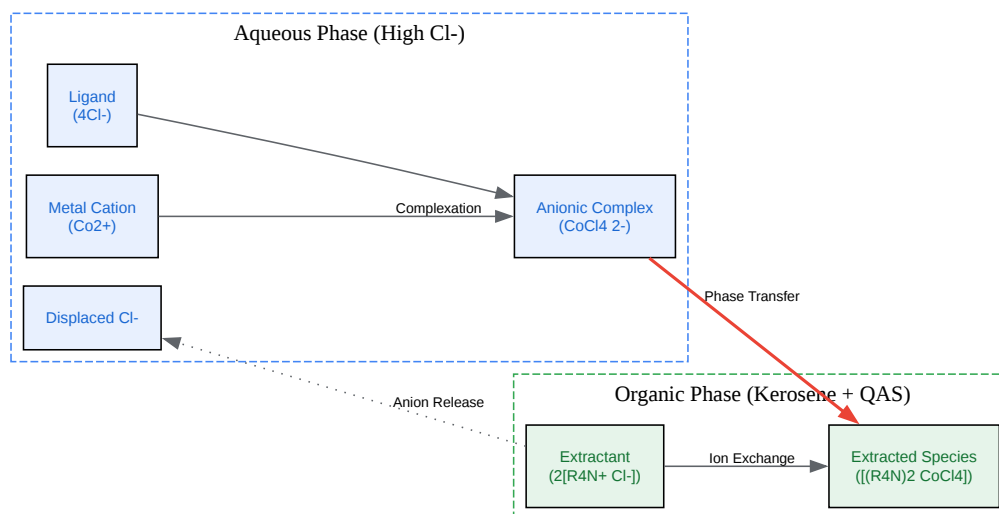 Aqueous Phase (High Cl-)
Ligand
(4Cl-)
Metal Cation
(Co2+)
Complexation
Anionic Complex
(CoCl4 2-)
Displaced Cl-
Phase Transfer
Anion Release
Organic Phase (Kerosene + QAS)
Extractant
(2[R4N+ Cl-])
Ion Exchange
Extracted Species
([(R4N)2 CoCl4])